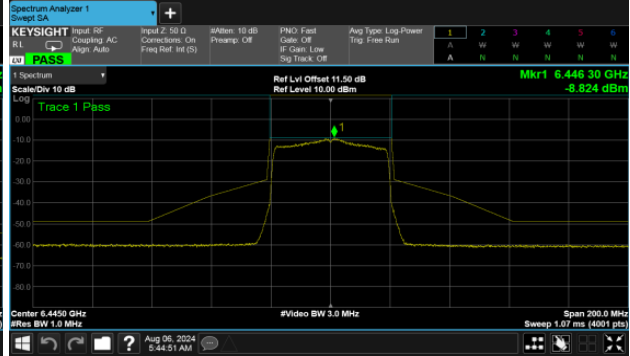 Spectrum Analyzer 1
Swept SA
+
KEYSIGHT Input: RF Input Z: 50 Ω #Atten: 10 dB PNO: Fast Avg Type: Log-Power 1 2 3 4 5 6
R L Coupling: AC Corrections: On Preamp: Off Gate: Off Trig: Free Run A W W W W W
Align: Auto Freq Ref: Int (S) IF Gain: Low A N N N N N
LXI PASS Sig Track: Off
1 Spectrum Ref Lvl Offset 11.50 dB Mkr1 6.446 30 GHz
Scale/Div 10 dB Ref Level 10.00 dBm -8.824 dBm
Log Trace 1 Pass
0.00
1
-10.0
-20.0
-30.0
-40.0
-50.0
-60.0
-70.0
-80.0
Center 6.4450 GHz #Video BW 3.0 MHz Span 200.0 MHz
#Res BW 1.0 MHz Sweep 1.07 ms (4001 pts)
? Aug 06, 2024
5:44:51 AM